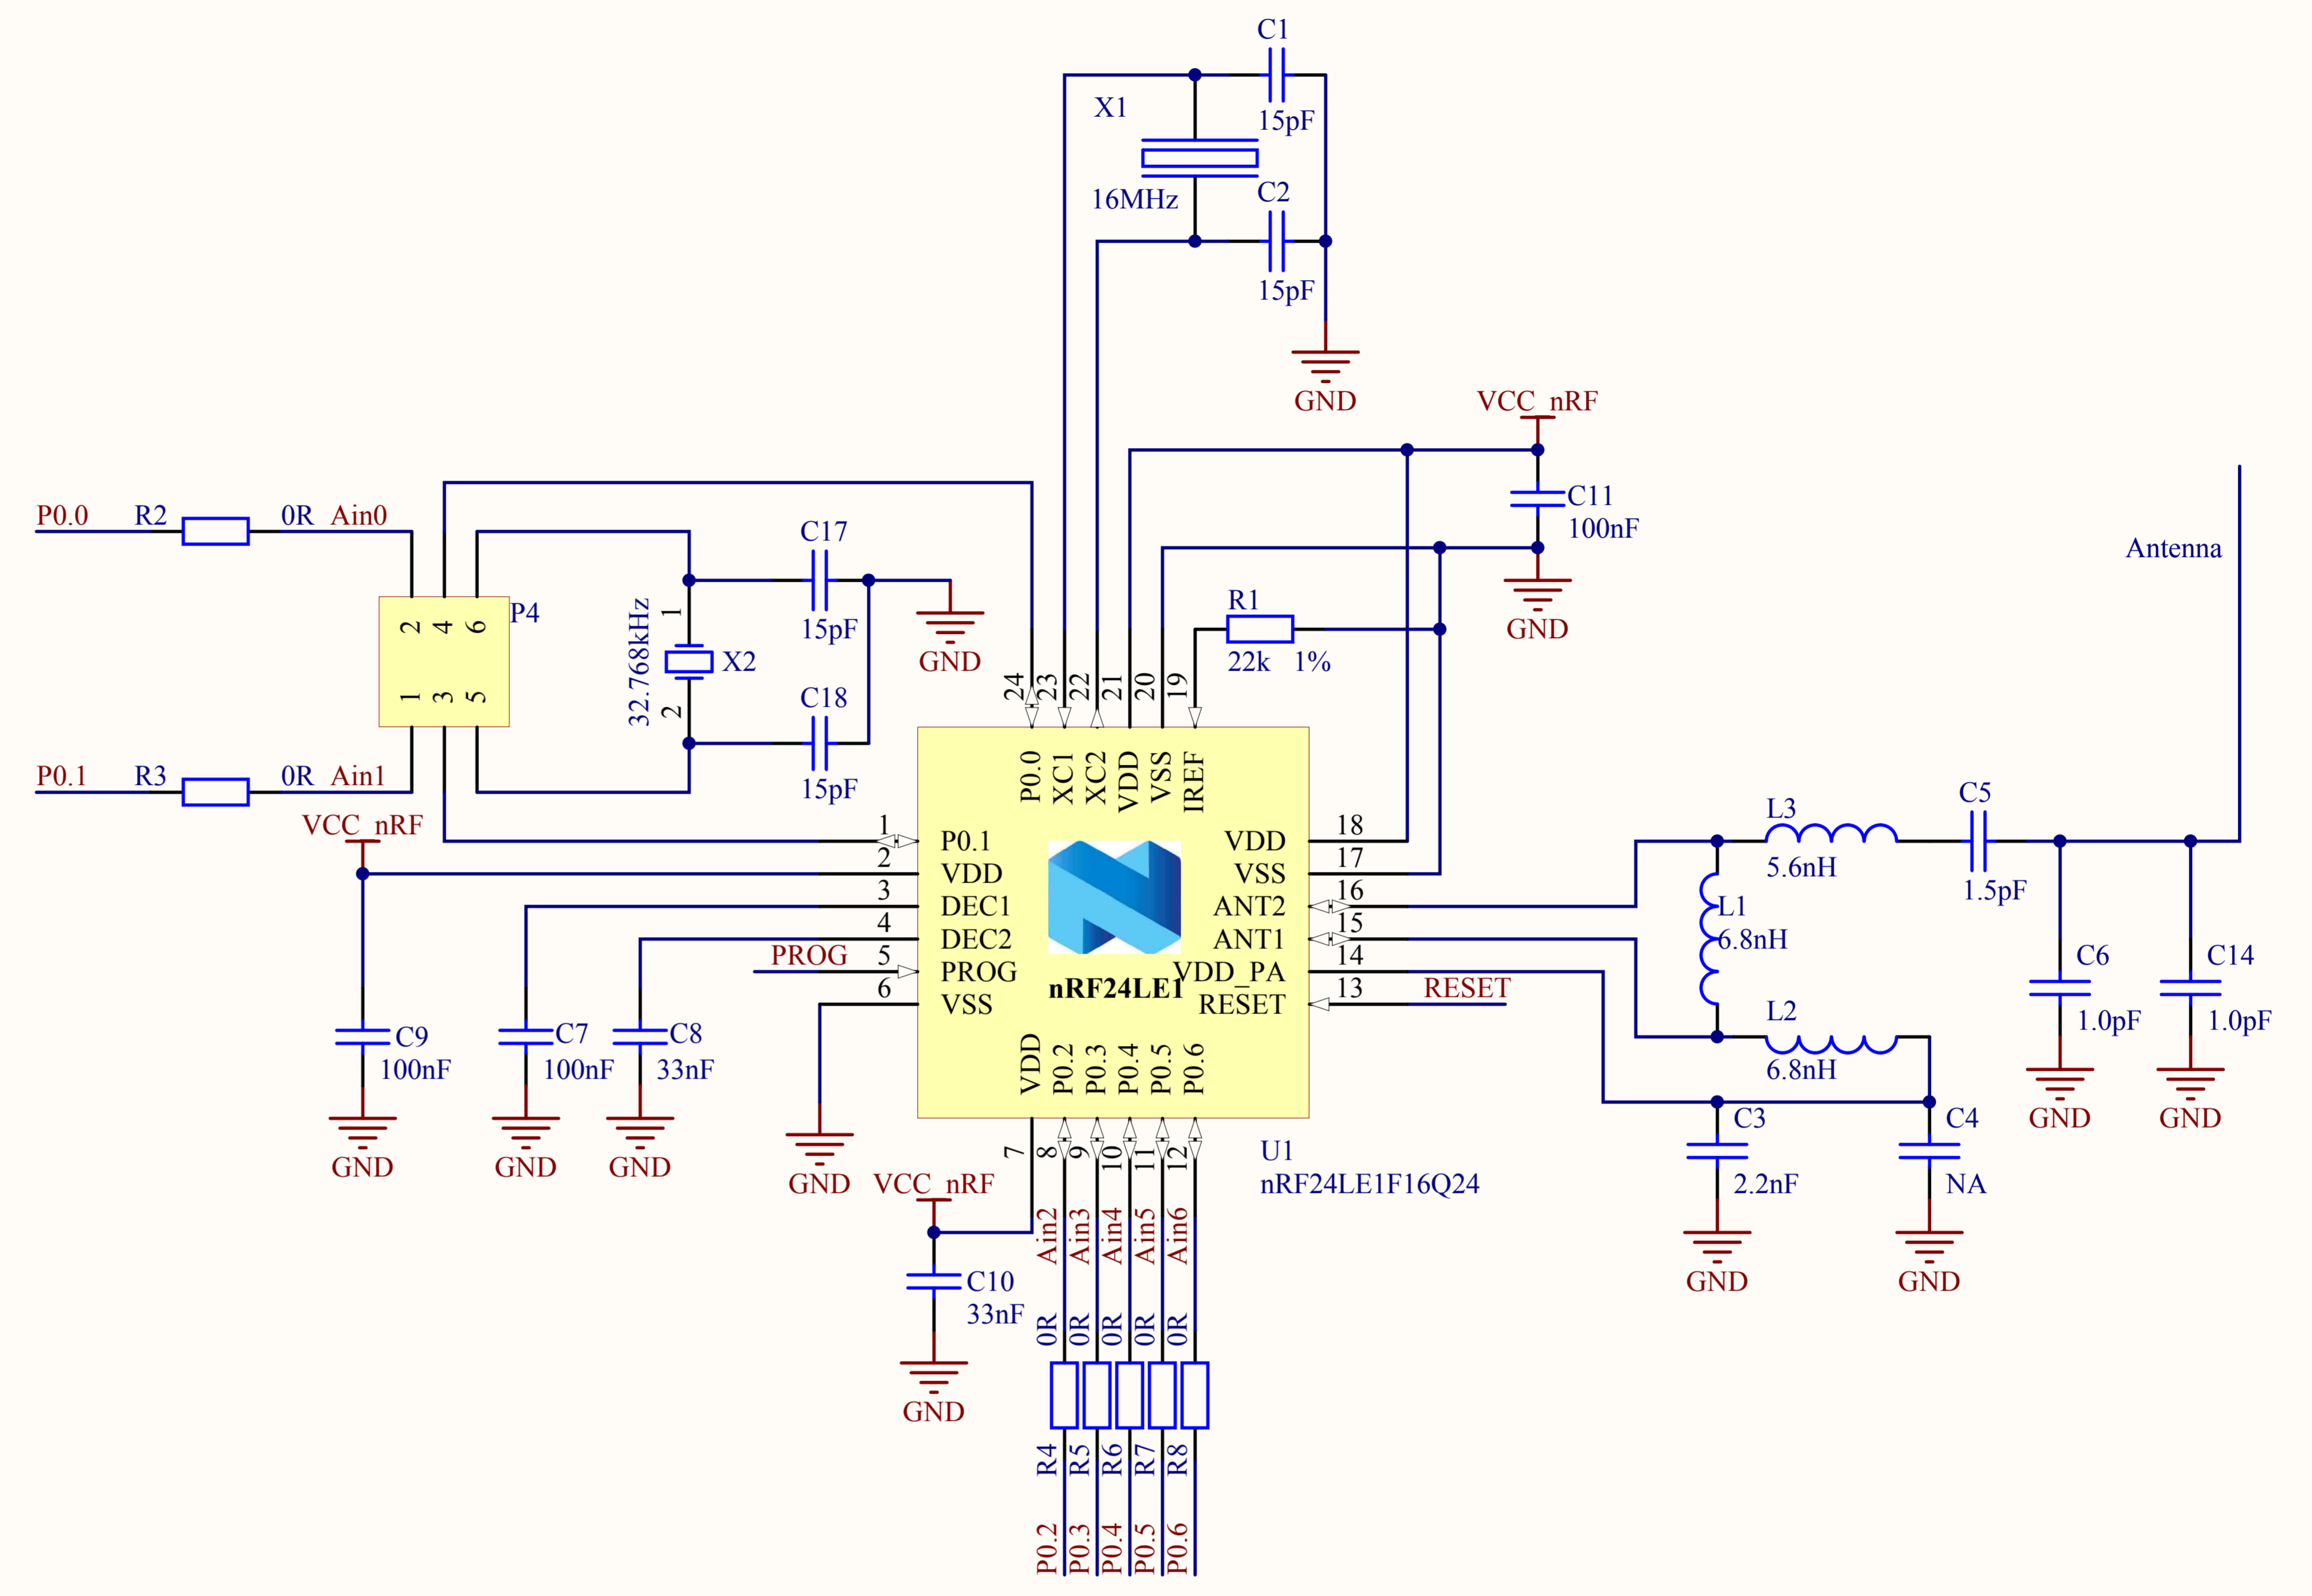 C1
15pF
X1
16MHz
C2
15pF
GND
VCC_nRF
C11
100nF
GND
R1
22k 1%
P0.0
R2
0R
Ain0
P4
2 4 6
1 3 5
P0.1
R3
0R
Ain1
32.768kHz
1
2
X2
C17
15pF
C18
15pF
GND
24
23
22
21
20
19
P0.0
XC1
XC2
VDD
VSS
IREF
VCC_nRF
1
P0.1
2
VDD
3
DEC1
4
DEC2
PROG
5
PROG
6
VSS
18
VDD
17
VSS
16
ANT2
15
ANT1
14
VDD_PA
13
RESET
RESET
nRF24LE1
VDD
P0.2
P0.3
P0.4
P0.5
P0.6
7
8
9
10
11
12
U1
nRF24LE1F16Q24
C9
100nF
GND
C7
100nF
GND
C8
33nF
GND
GND
VCC_nRF
C10
33nF
GND
Ain2
Ain3
Ain4
Ain5
Ain6
0R
0R
0R
0R
0R
R4
R5
R6
R7
R8
P0.2
P0.3
P0.4
P0.5
P0.6
Antenna
L3
5.6nH
C5
1.5pF
L1
6.8nH
L2
6.8nH
C6
1.0pF
GND
C14
1.0pF
GND
C3
2.2nF
GND
C4
NA
GND